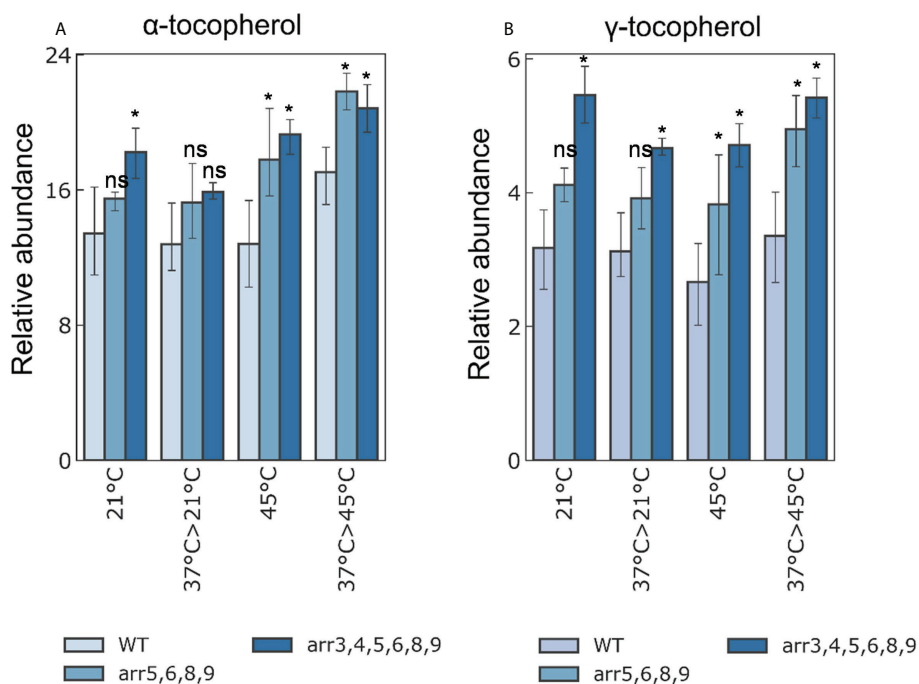 A
α-tocopherol
24
16
8
0
Relative abundance
ns
*
ns
ns
*
*
*
*
21°C
37°C>21°C
45°C
37°C>45°C
WT
arr3,4,5,6,8,9
arr5,6,8,9
B
γ-tocopherol
6
4
2
0
Relative abundance
ns
*
ns
*
*
*
*
*
21°C
37°C>21°C
45°C
37°C>45°C
WT
arr3,4,5,6,8,9
arr5,6,8,9